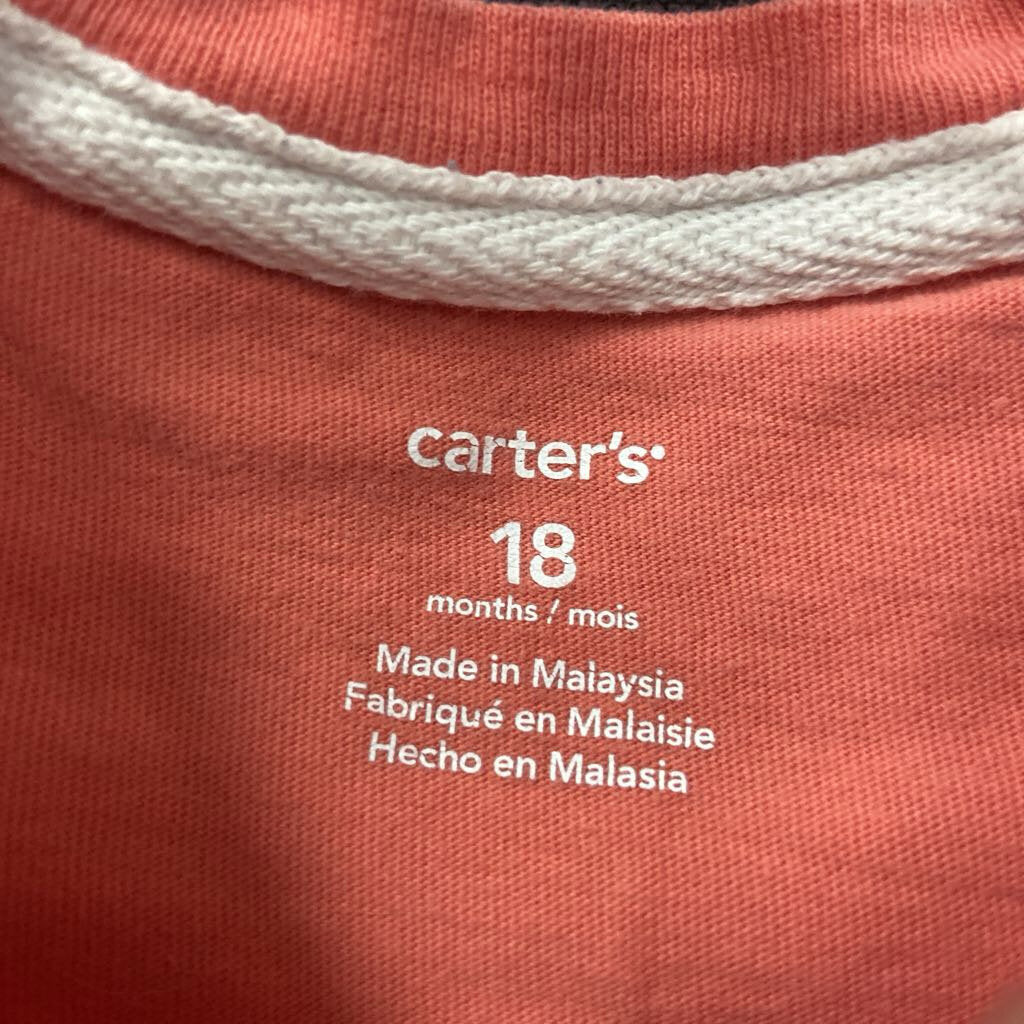 carter's
18
months / mois
Made in Malaysia
Fabriqué en Malaisie
Hecho en Malasia